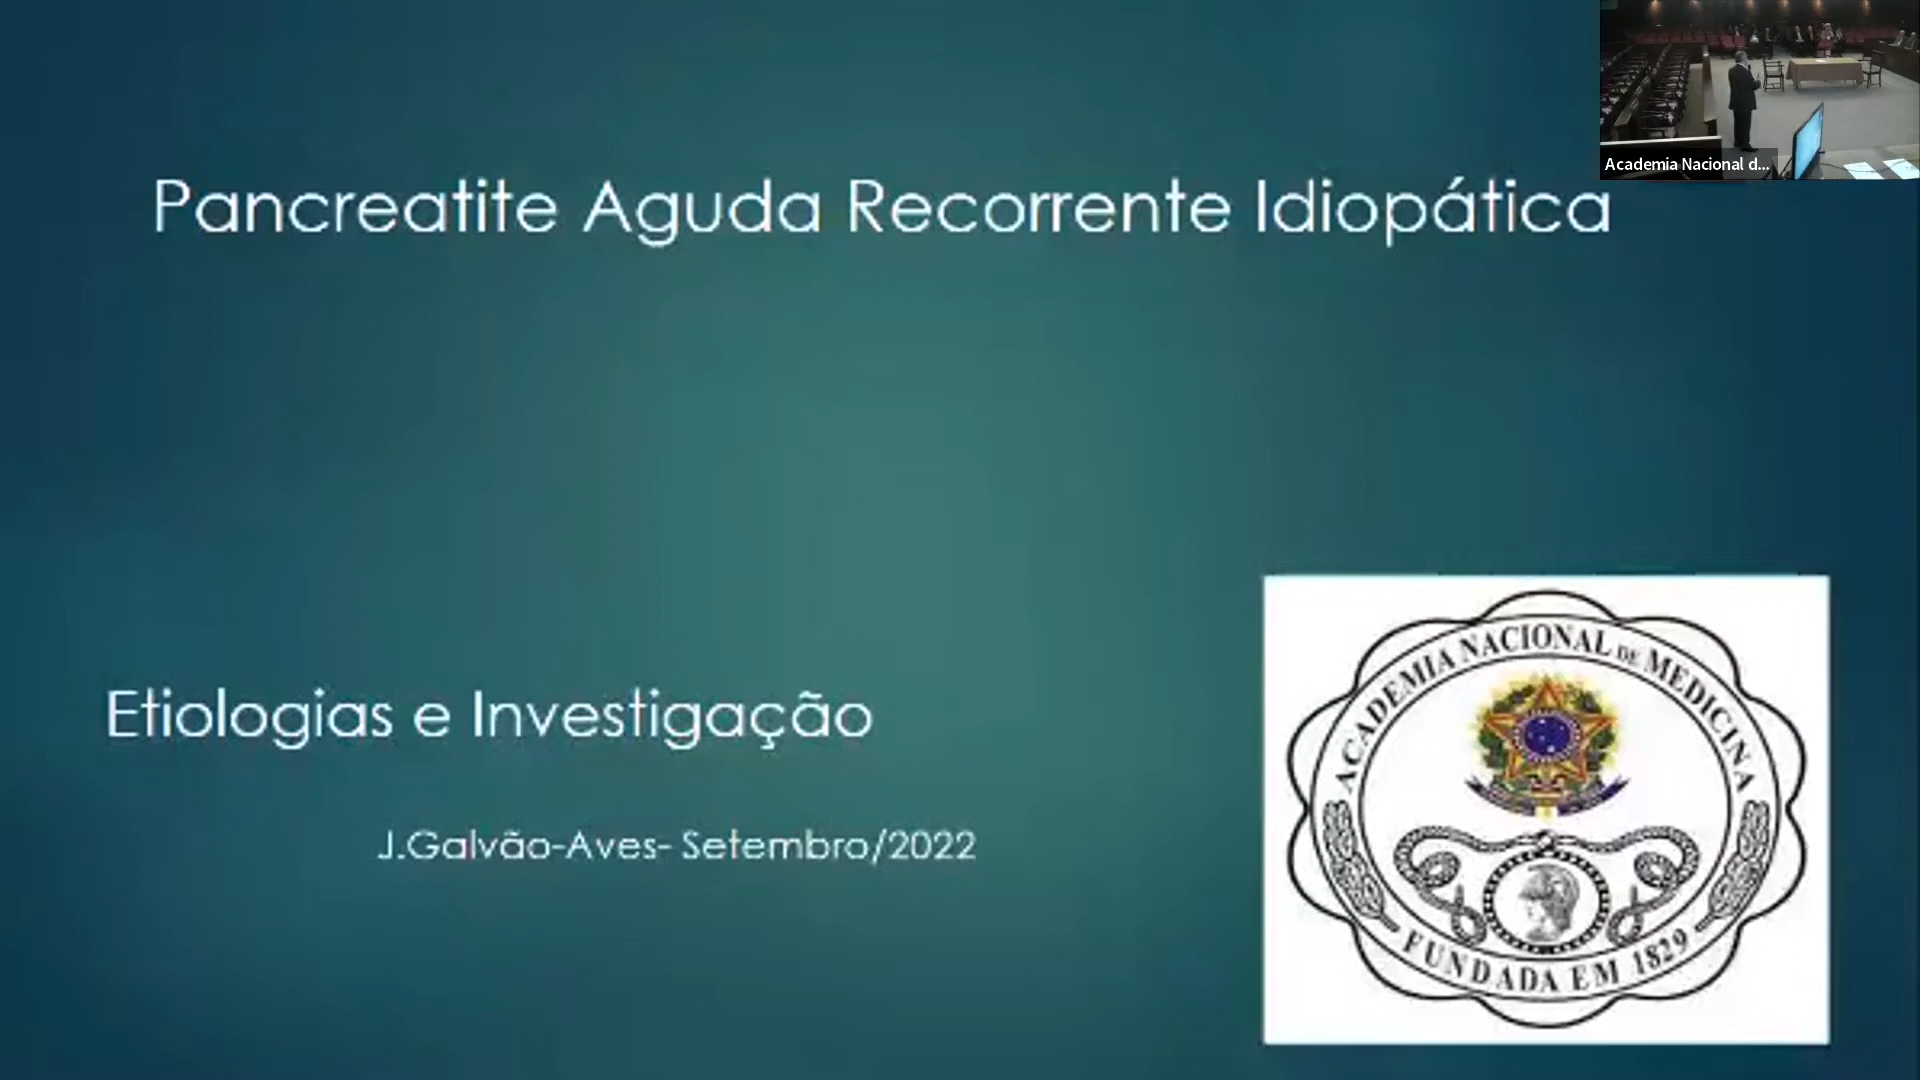 Academia Nacional d...
Pancreatite Aguda Recorrente Idiopática
Etiologias e Investigação
J.Galvão-Aves- Setembro/2022
ACADEMIA NACIONAL DE MEDICINA
FUNDADA EM 1829